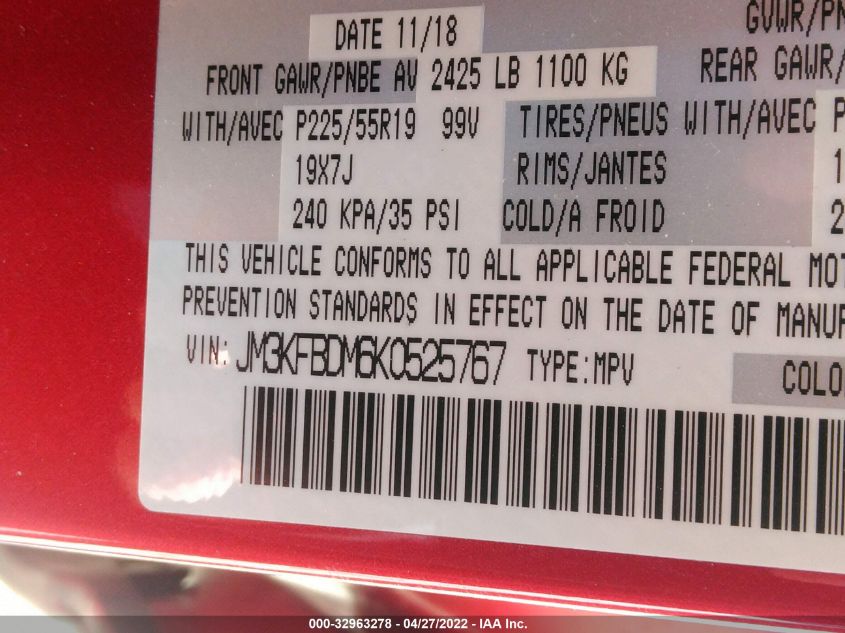 DATE 11/18
GVWR/PN
FRONT GAWR/PNBE AV 2425 LB 1100 KG REAR GAWR/
WITH/AVEC P225/55R19 99V TIRES/PNEUS WITH/AVEC P
19X7J RIMS/JANTES 1
240 KPA/35 PSI COLD/A FROID 2
THIS VEHICLE CONFORMS TO ALL APPLICABLE FEDERAL MOT
PREVENTION STANDARDS IN EFFECT ON THE DATE OF MANUF
VIN: JM3KFBDM6K0525767 TYPE:MPV COLO
000-32963278 - 04/27/2022 - IAA Inc.